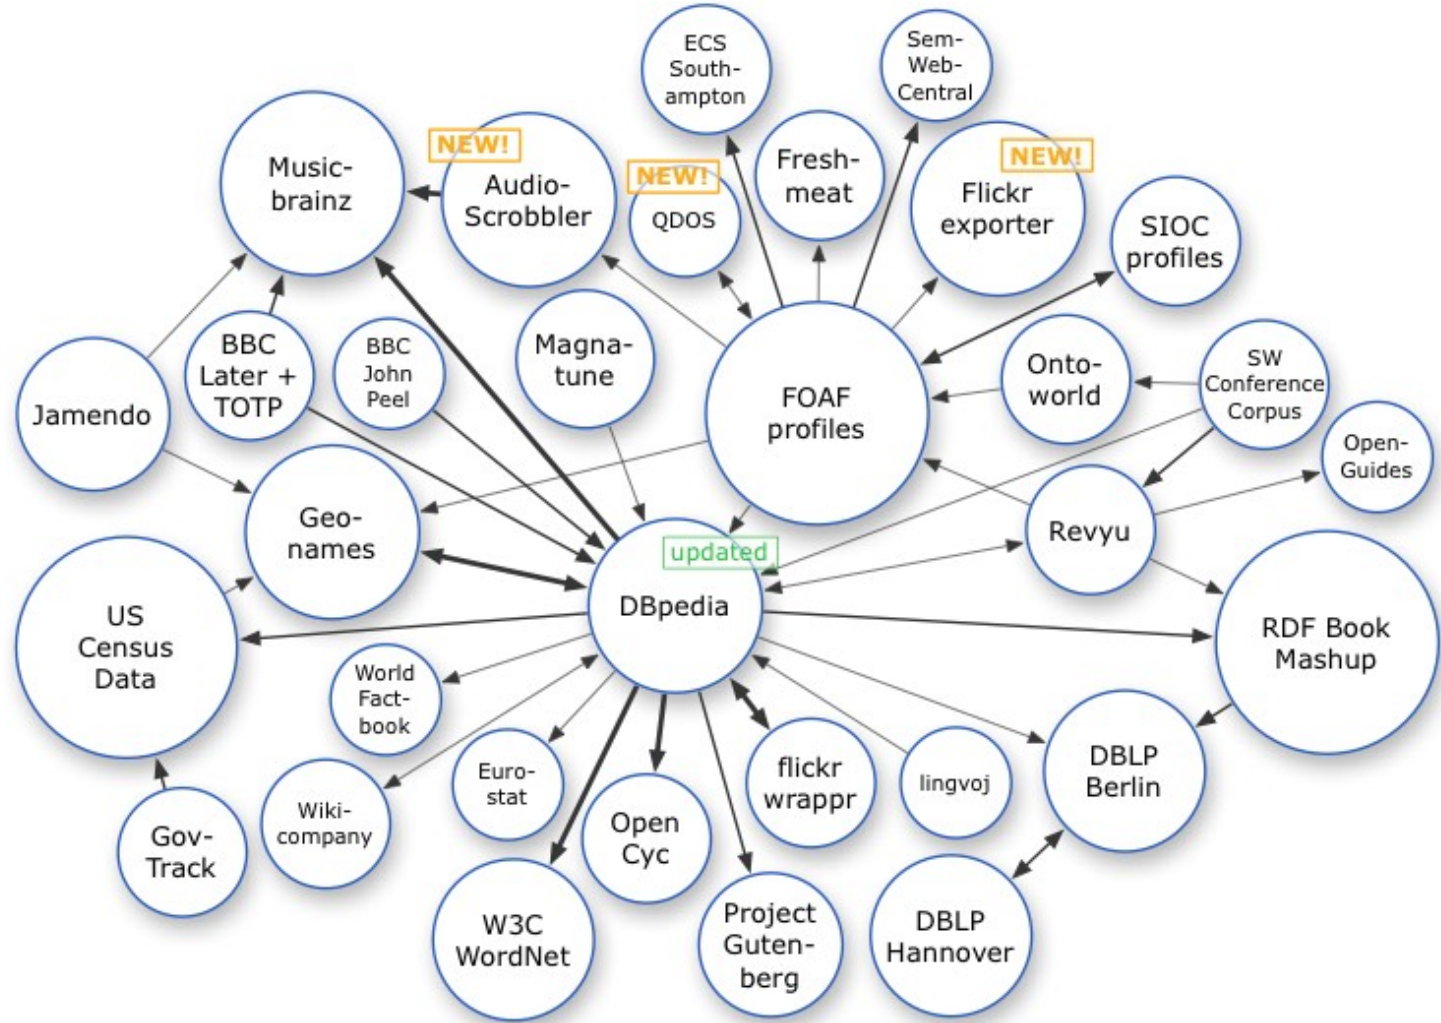 ECS
South-
ampton
Sem-
Web-
Central
NEW!
Music-
brainz
Audio-
Scrobbler
NEW!
QDOS
Fresh-
meat
NEW!
Flickr
exporter
SIOC
profiles
Jamendo
BBC
Later +
TOTP
BBC
John
Peel
Magna-
tune
FOAF
profiles
Onto-
world
SW
Conference
Corpus
Open-
Guides
Geo-
names
updated
DBpedia
Revyu
US
Census
Data
RDF Book
Mashup
World
Fact-
book
Wiki-
company
Euro-
stat
Open
Cyc
flickr
wrappr
lingvoj
DBLP
Berlin
Gov-
Track
W3C
WordNet
Project
Guten-
berg
DBLP
Hannover